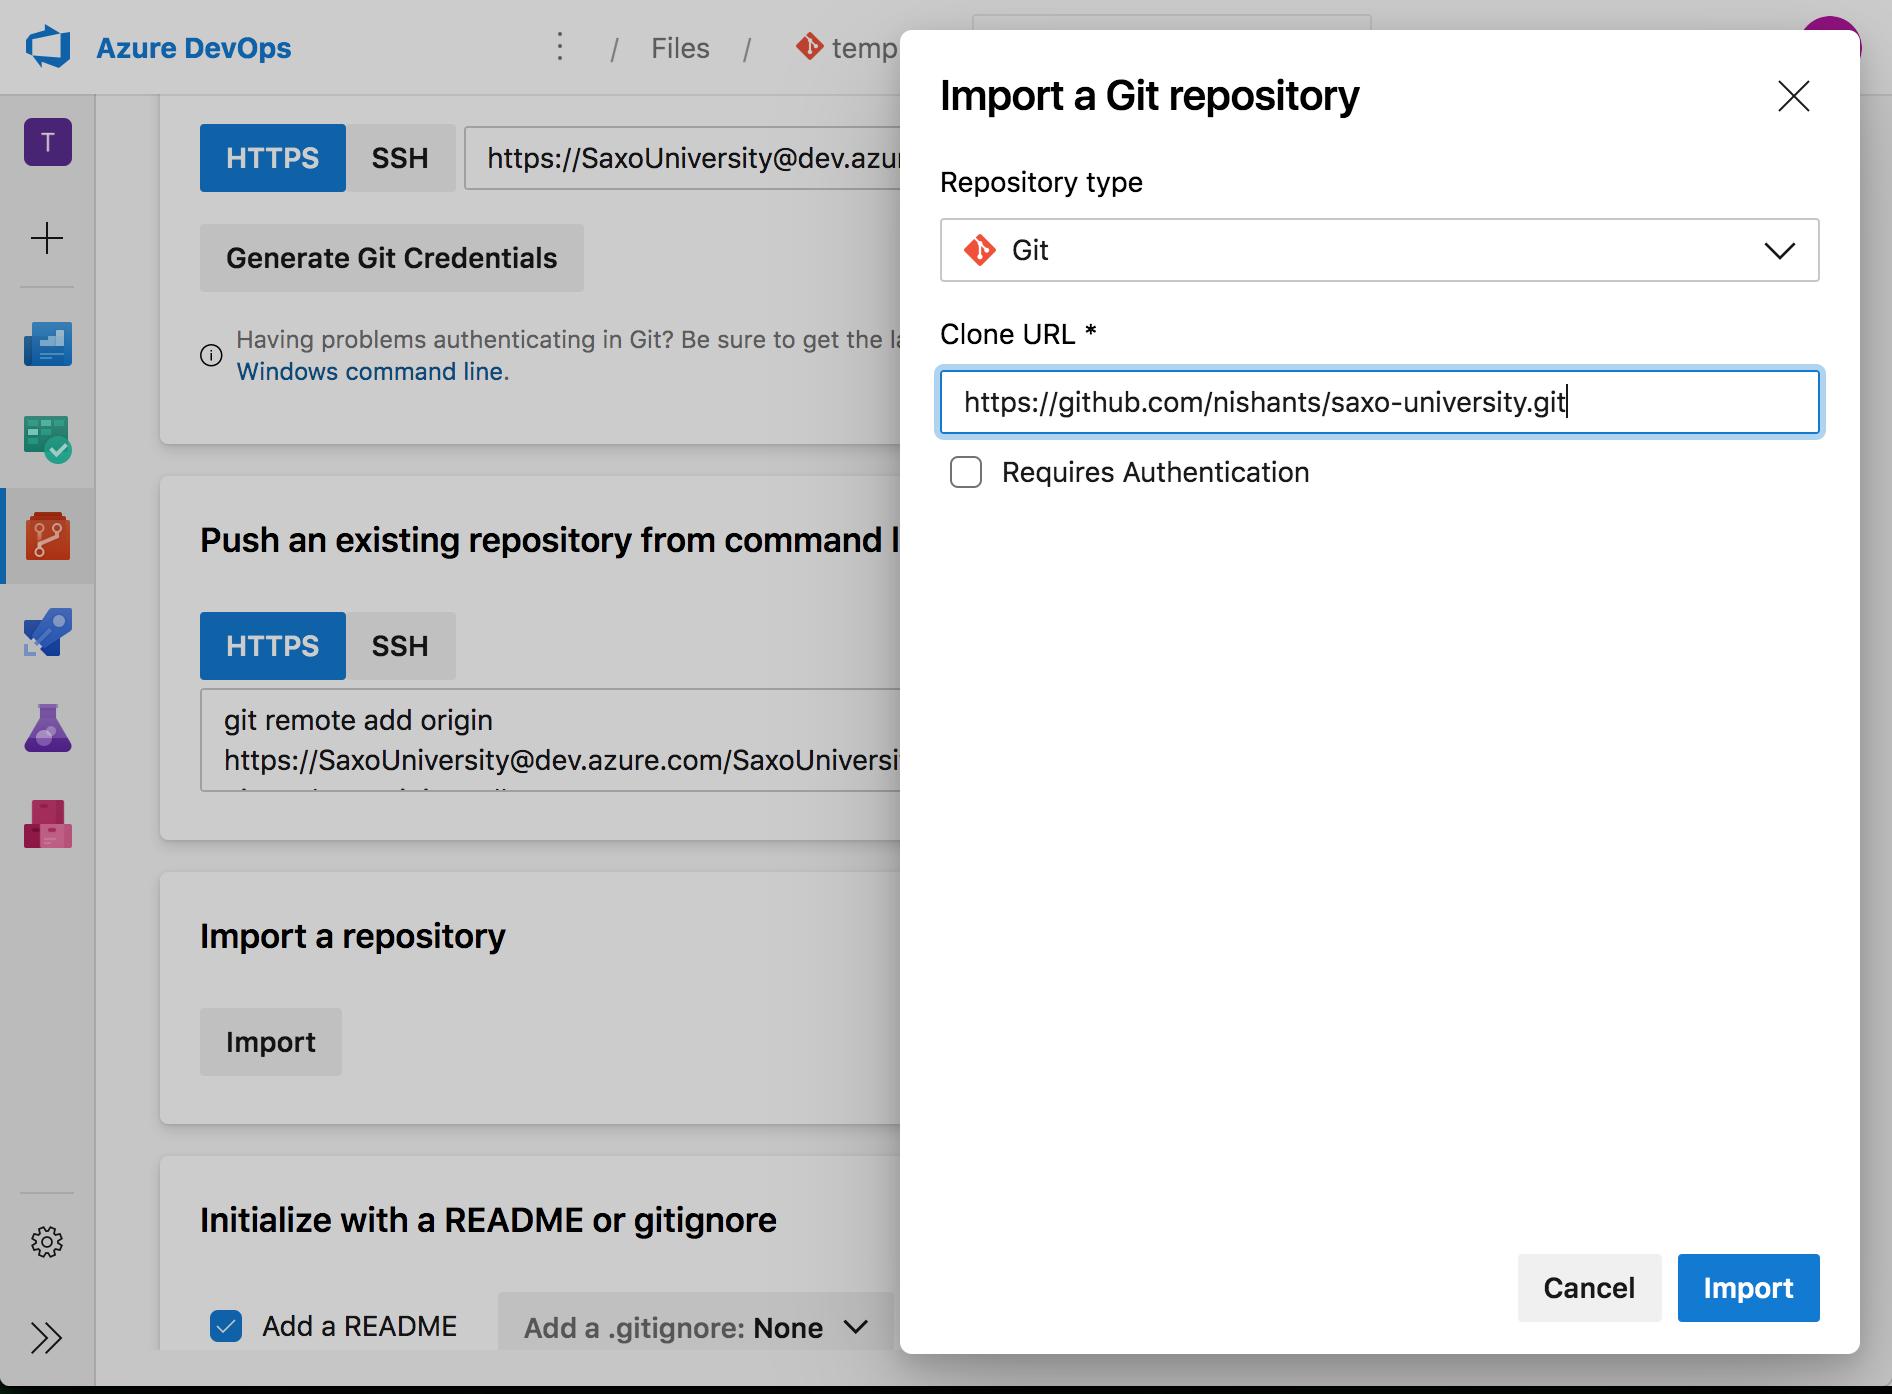 Azure DevOps
/ Files / temp
T
HTTPS SSH https://SaxoUniversity@dev.azur
Generate Git Credentials
Having problems authenticating in Git? Be sure to get the la
Windows command line.
Push an existing repository from command l
HTTPS SSH
git remote add origin
https://SaxoUniversity@dev.azure.com/SaxoUniversi
Import a repository
Import
Initialize with a README or gitignore
Add a README Add a .gitignore: None
Import a Git repository
Repository type
Git
Clone URL *
https://github.com/nishants/saxo-university.git
Requires Authentication
Cancel Import